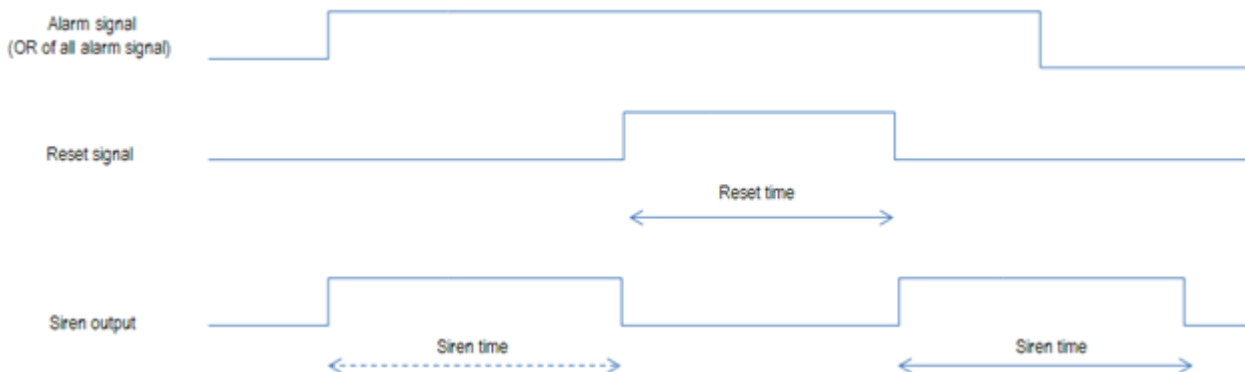 Alarm signal
(OR of all alarm signal)
Reset signal
Reset time
Siren output
Siren time
Siren time